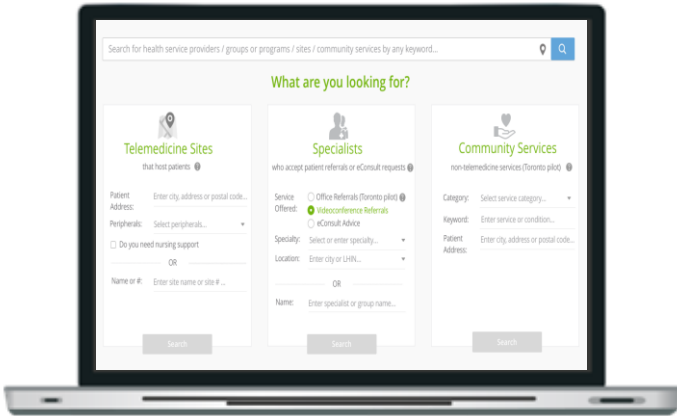 Search for health service providers / groups or programs / sites / community services by any keyword...
What are you looking for?
Telemedicine Sites
that host patients ?
Patient Address: Enter city, address or postal code...
Peripherals: Select peripherals...
Do you need nursing support
OR
Name or #: Enter site name or site # ...
Search
Specialists
who accept patient referrals or eConsult requests ?
Service Offered: Office Referrals (Toronto pilot) ?
Videoconference Referrals
eConsult Advice
Specialty: Select or enter specialty...
Location: Enter city or LHIN...
OR
Name: Enter specialist or group name...
Search
Community Services
non-telemedicine services (Toronto pilot) ?
Category: Select service category...
Keyword: Enter service or condition...
Patient Address: Enter city, address or postal code...
Search